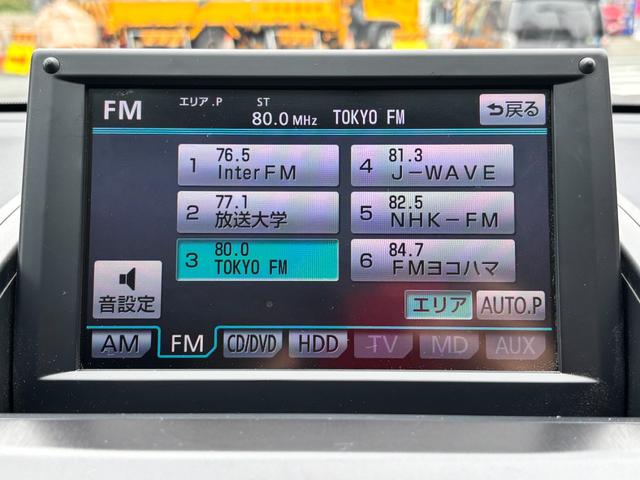 FM エリア.P ST 80.0 MHz TOKYO FM 戻る
1 76.5 InterFM
4 81.3 J-WAVE
2 77.1 放送大学
5 82.5 NHK-FM
3 80.0 TOKYO FM
6 84.7 FMヨコハマ
音設定
エリア AUTO.P
AM FM CD/DVD HDD TV MD AUX